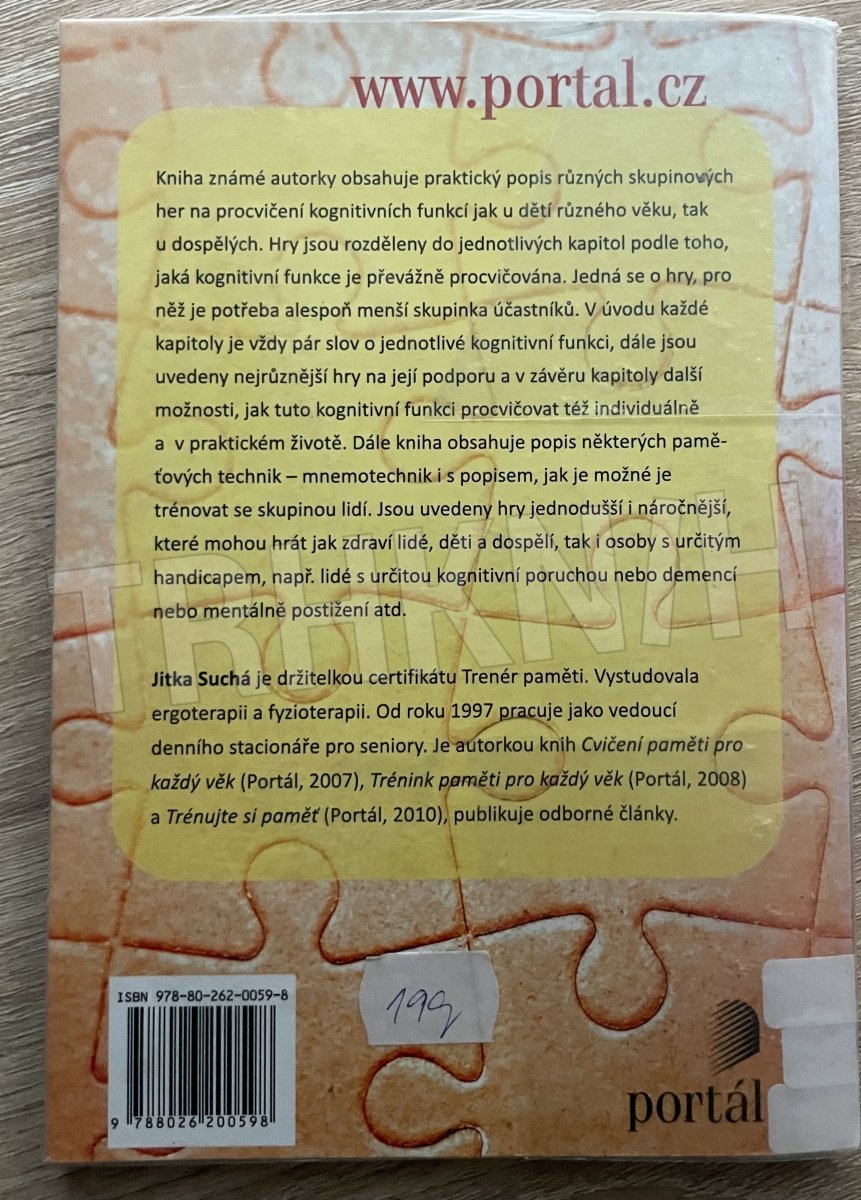 www.portal.cz
Kniha známé autorky obsahuje praktický popis různých skupinových
her na procvičení kognitivních funkcí jak u dětí různého věku, tak
u dospělých. Hry jsou rozděleny do jednotlivých kapitol podle toho,
jaká kognitivní funkce je převážně procvičována. Jedná se o hry, pro
něž je potřeba alespoň menší skupinka účastníků. V úvodu každé
kapitoly je vždy pár slov o jednotlivé kognitivní funkci, dále jsou
uvedeny nejrůznější hry na její podporu a v závěru kapitoly další
možnosti, jak tuto kognitivní funkci procvičovat též individuálně
a v praktickém životě. Dále kniha obsahuje popis některých pamě-
ťových technik – mnemotechnik i s popisem, jak je možné je
trénovat se skupinou lidí. Jsou uvedeny hry jednodušší i náročnější,
které mohou hrát jak zdraví lidé, děti a dospělí, tak i osoby s určitým
handicapem, např. lidé s určitou kognitivní poruchou nebo demencí
nebo mentálně postižení atd.
TRHKNIH
Jitka Suchá je držitelkou certifikátu Trenér paměti. Vystudovala
ergoterapii a fyzioterapii. Od roku 1997 pracuje jako vedoucí
denního stacionáře pro seniory. Je autorkou knih Cvičení paměti pro
každý věk (Portál, 2007), Trénink paměti pro každý věk (Portál, 2008)
a Trénujte si paměť (Portál, 2010), publikuje odborné články.
ISBN 978-80-262-0059-8
9 788026 200598
199
portál